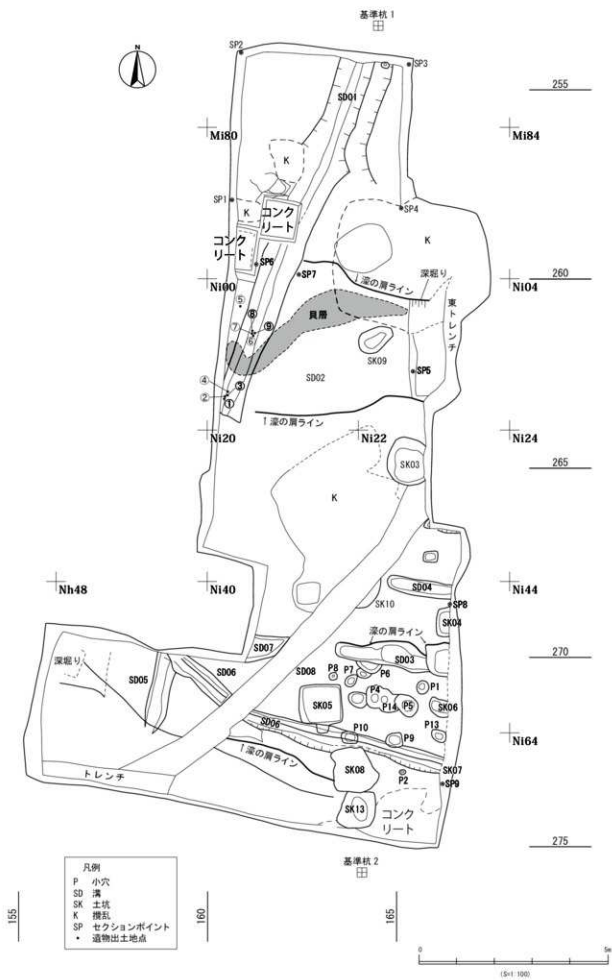 基準杭1
N
SP2
SP3
SD01
255
Mi80
Mi84
K
SP1
K
コンク
リート
SP4
K
コンク
リート
SP6
SP7
深掘り
260
Ni00
↑濠の肩ライン
Ni04
⑤
東トレンチ
⑧
貝層
⑦
⑨
⑥
SK09
④
③
SP5
②
①
SD02
↑濠の肩ライン
Ni20
Ni22
Ni24
SK03
265
K
Nh48
Ni40
SD04
Ni44
SK10
SP8
SK04
濠の肩ライン
SD07
SD03
270
深掘り
SD06
SD08
P8
P7
P6
SD05
P4
P1
SK05
P14
P5
SK06
SD06
P10
P9
P13
Ni64
↑濠の肩ライン
SK08
SK07
P2
SP9
トレンチ
SK13
コンク
リート
275
基準杭2
凡例
P 小穴
SD 溝
SK 土坑
K 攪乱
SP セクションポイント
・ 遺物出土地点
155
160
165
0
5m
(S=1:100)